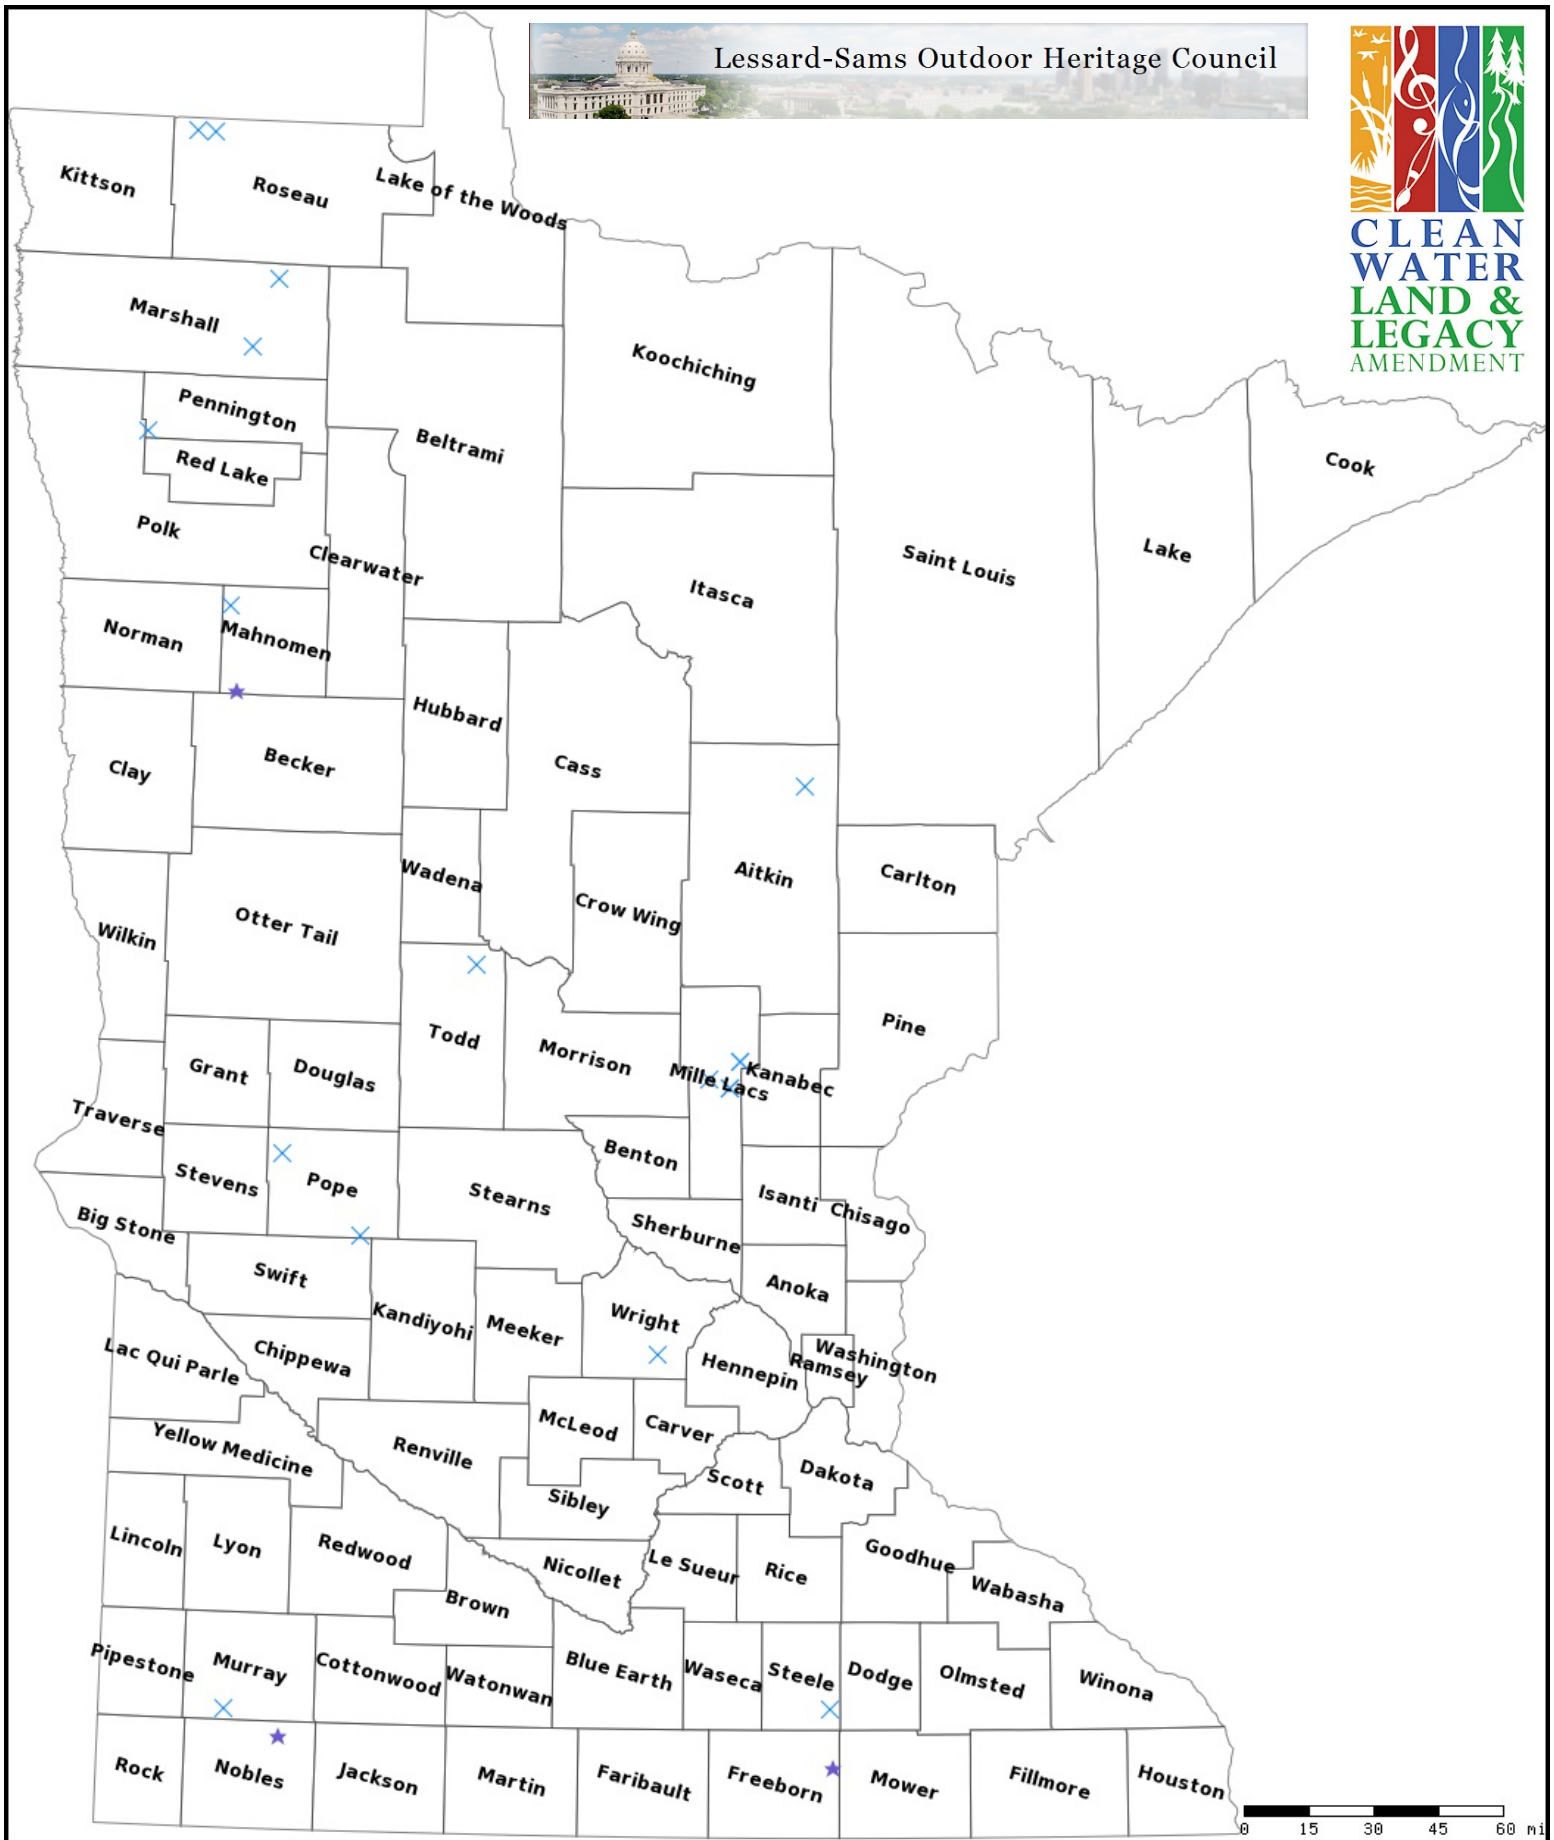 Lessard-Sams Outdoor Heritage Council
CLEAN
WATER
LAND &
LEGACY
AMENDMENT
Kittson
Roseau
Lake of the Woods
Marshall
Koochiching
Pennington
Beltrami
Red Lake
Cook
Polk
Clearwater
Saint Louis
Lake
Itasca
Norman
Mahnomen
Hubbard
Cass
Clay
Becker
Wadena
Aitkin
Carlton
Crow Wing
Otter Tail
Wilkin
Pine
Todd
Morrison
Grant
Douglas
Mille Lacs
Kanabec
Traverse
Benton
Stevens
Pope
Stearns
Isanti
Chisago
Big Stone
Sherburne
Swift
Anoka
Kandiyohi
Meeker
Wright
Lac Qui Parle
Chippewa
Hennepin
Ramsey
Washington
Yellow Medicine
Renville
McLeod
Carver
Scott
Dakota
Sibley
Lincoln
Lyon
Redwood
Nicollet
Le Sueur
Rice
Goodhue
Wabasha
Brown
Pipestone
Murray
Cottonwood
Watonwan
Blue Earth
Waseca
Steele
Dodge
Olmsted
Winona
Rock
Nobles
Jackson
Martin
Faribault
Freeborn
Mower
Fillmore
Houston
0 15 30 45 60 mi